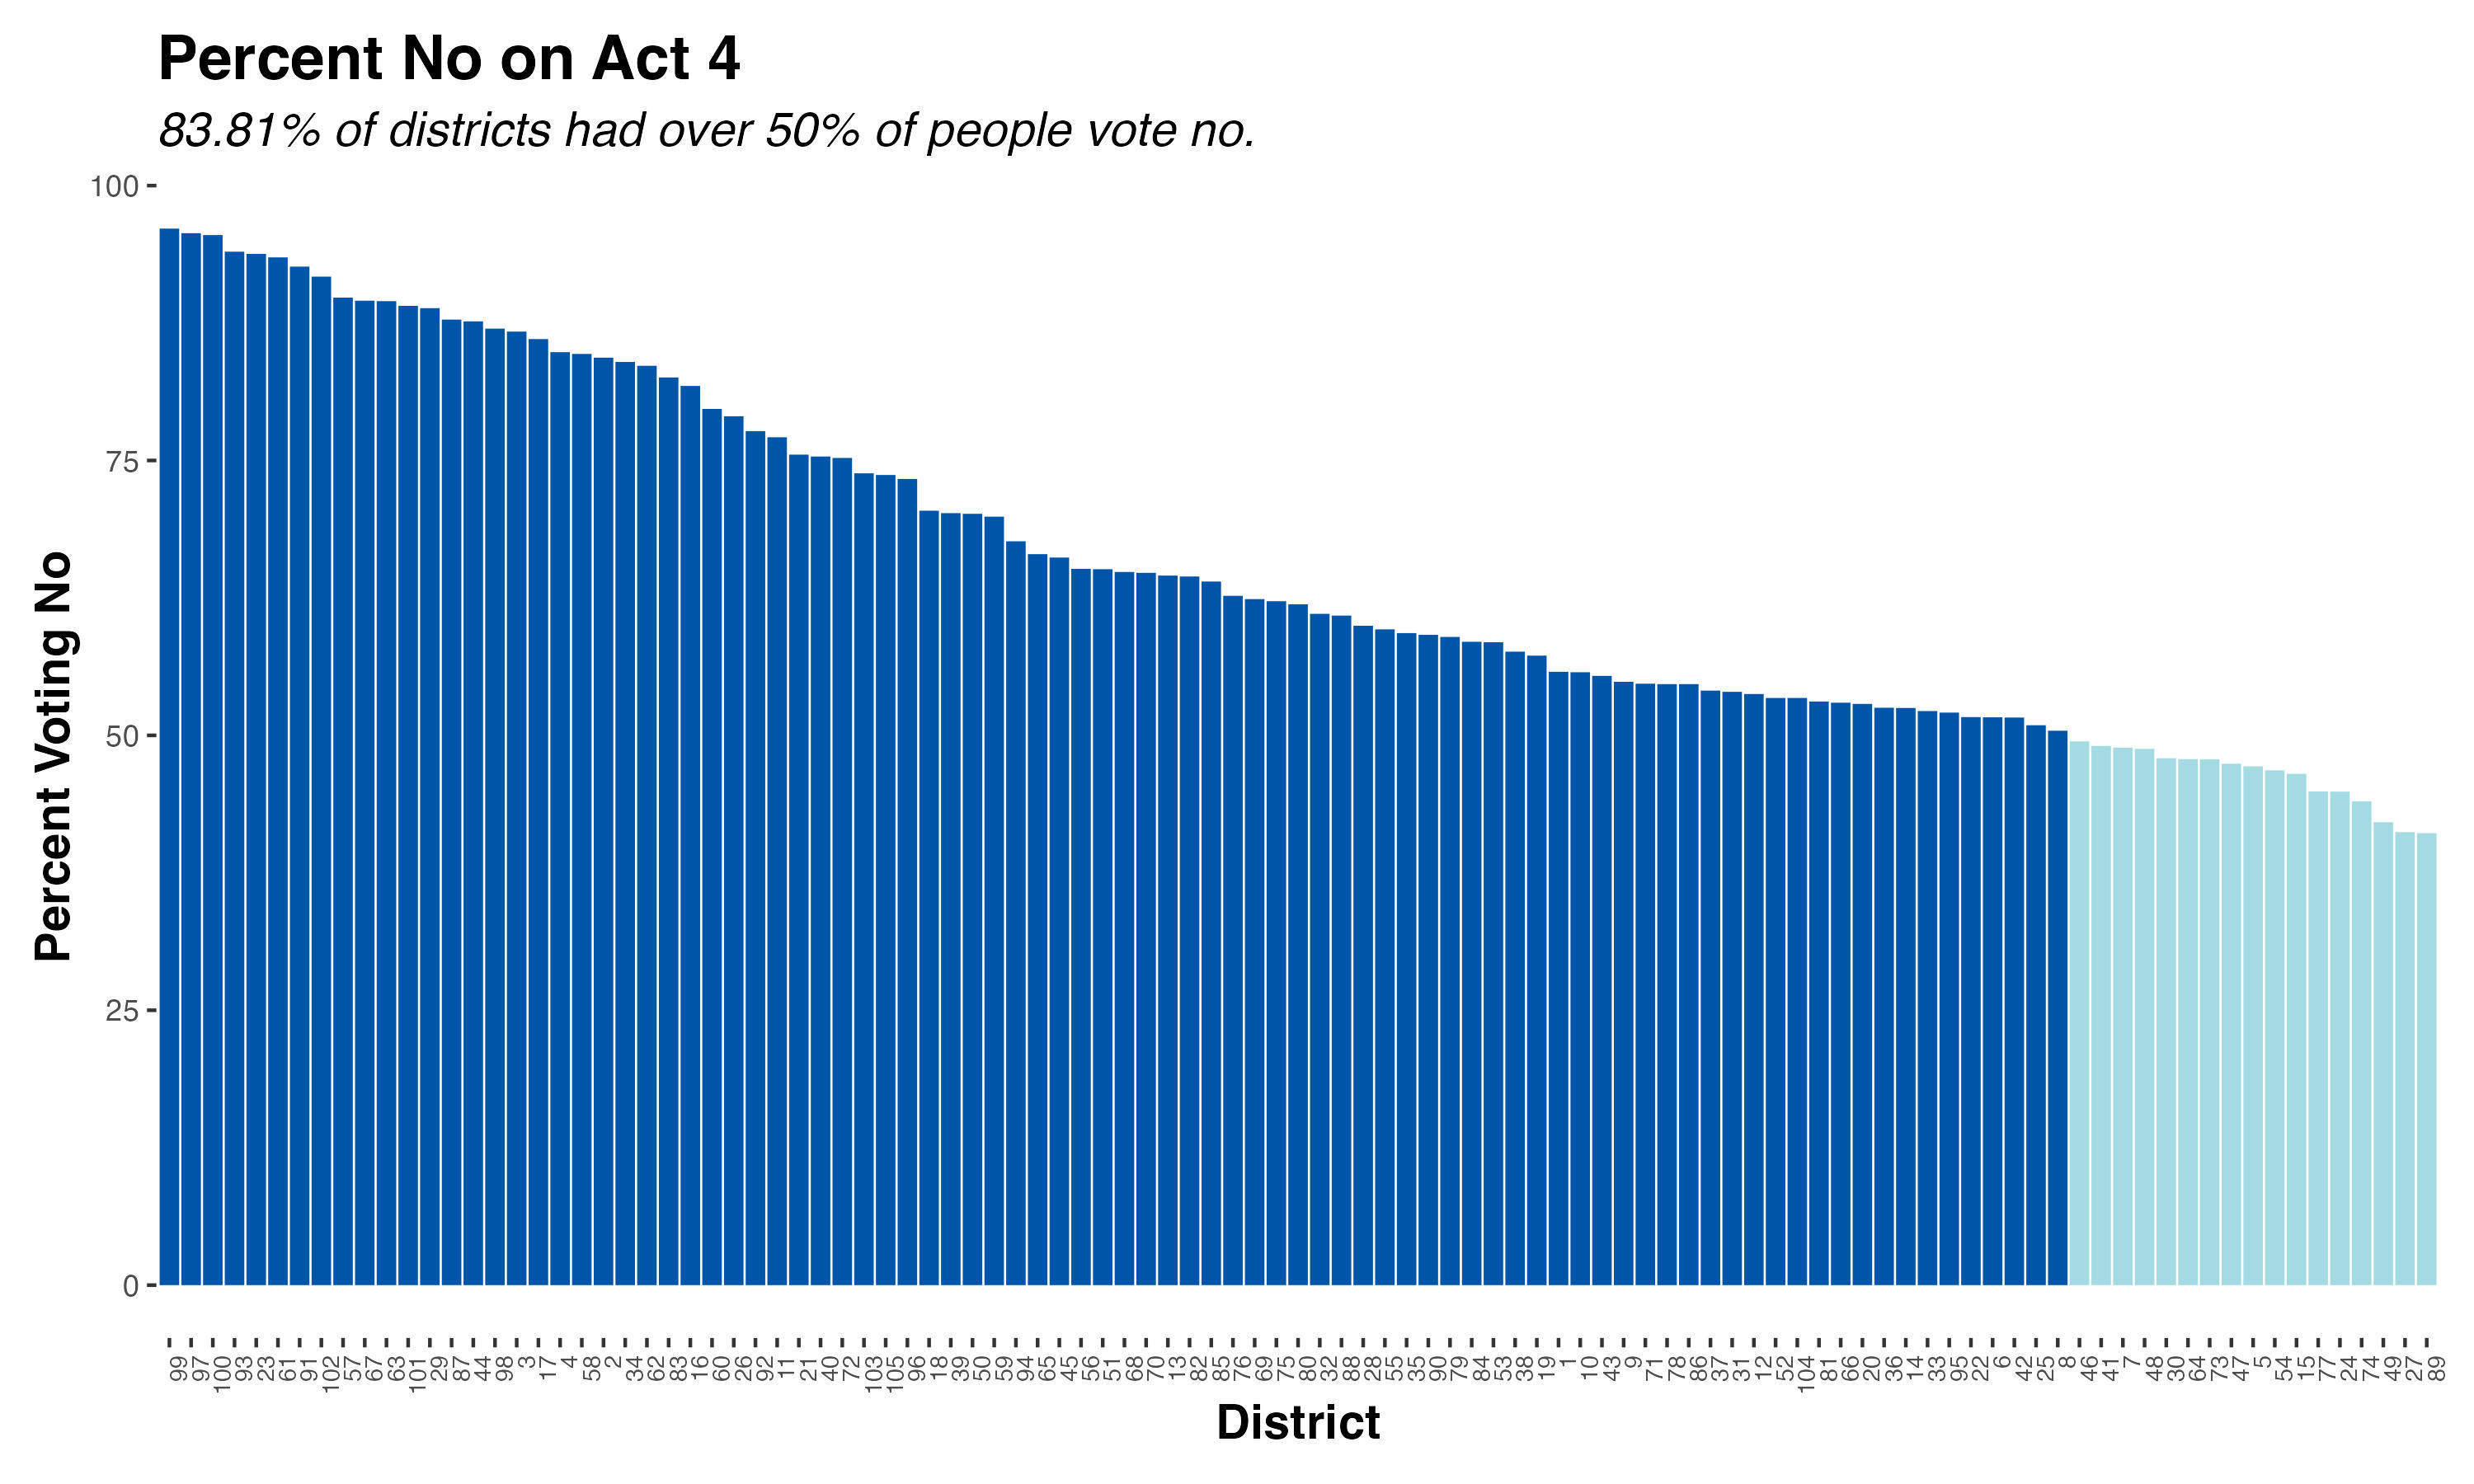 Percent No on Act 4
83.81% of districts had over 50% of people vote no.
100
75
50
25
0
Percent Voting No
99 97 100 93 23 61 91 102 57 67 63 101 29 87 44 98 3 17 4 58 2 34 62 83 16 60 26 92 11 21 40 72 103 105 96 18 39 50 59 94 65 45 56 51 68 70 13 82 85 76 69 75 80 32 88 28 55 35 90 79 84 53 38 19 1 10 43 9 71 78 86 37 31 12 52 104 81 66 20 36 14 33 95 22 6 42 25 8 46 41 7 48 30 64 73 47 5 54 15 77 24 74 49 27 89
District